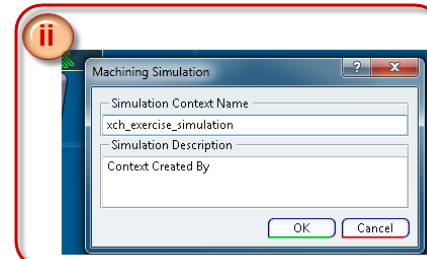 ii
Machining Simulation
Simulation Context Name
xch_exercise_simulation
Simulation Description
Context Created By
OK Cancel